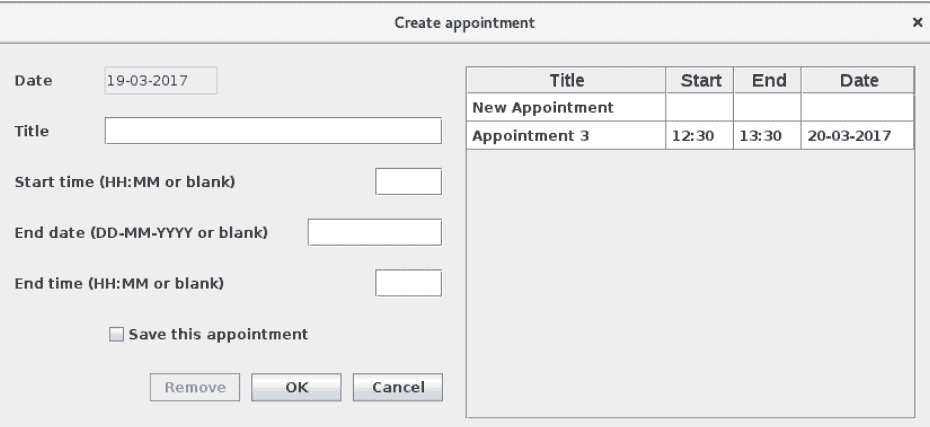 Create appointment ×
Date 19-03-2017
Title
Start time (HH:MM or blank)
End date (DD-MM-YYYY or blank)
End time (HH:MM or blank)
Save this appointment
Remove OK Cancel
Title Start End Date
New Appointment
Appointment 3 12:30 13:30 20-03-2017